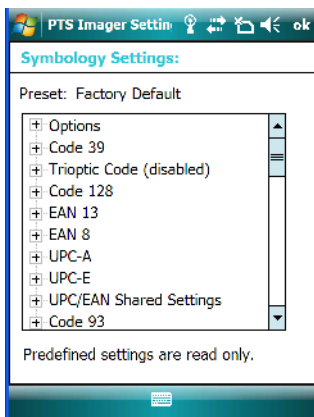 PTS Imager Settin ok
Symbology Settings:
Preset: Factory Default
Options
Code 39
Trioptic Code (disabled)
Code 128
EAN 13
EAN 8
UPC-A
UPC-E
UPC/EAN Shared Settings
Code 93
Predefined settings are read only.